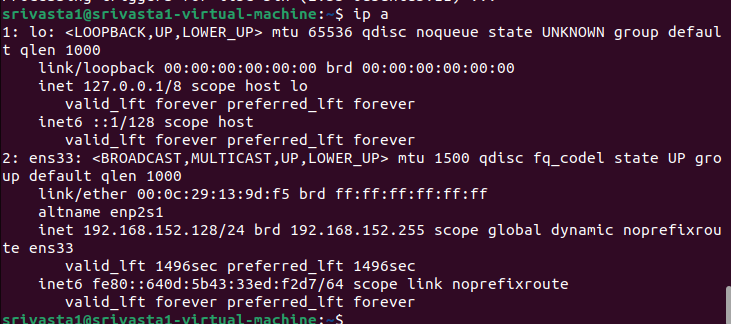 srivasta1@srivasta1-virtual-machine:~$ ip a
1: lo: <LOOPBACK,UP,LOWER_UP> mtu 65536 qdisc noqueue state UNKNOWN group defaul
t qlen 1000
    link/loopback 00:00:00:00:00:00 brd 00:00:00:00:00:00
    inet 127.0.0.1/8 scope host lo
       valid_lft forever preferred_lft forever
    inet6 ::1/128 scope host
       valid_lft forever preferred_lft forever
2: ens33: <BROADCAST,MULTICAST,UP,LOWER_UP> mtu 1500 qdisc fq_codel state UP gro
up default qlen 1000
    link/ether 00:0c:29:13:9d:f5 brd ff:ff:ff:ff:ff:ff
    altname enp2s1
    inet 192.168.152.128/24 brd 192.168.152.255 scope global dynamic noprefixrou
te ens33
       valid_lft 1496sec preferred_lft 1496sec
    inet6 fe80::640d:5b43:33ed:f2d7/64 scope link noprefixroute
       valid_lft forever preferred_lft forever
srivasta1@srivasta1-virtual-machine:~$